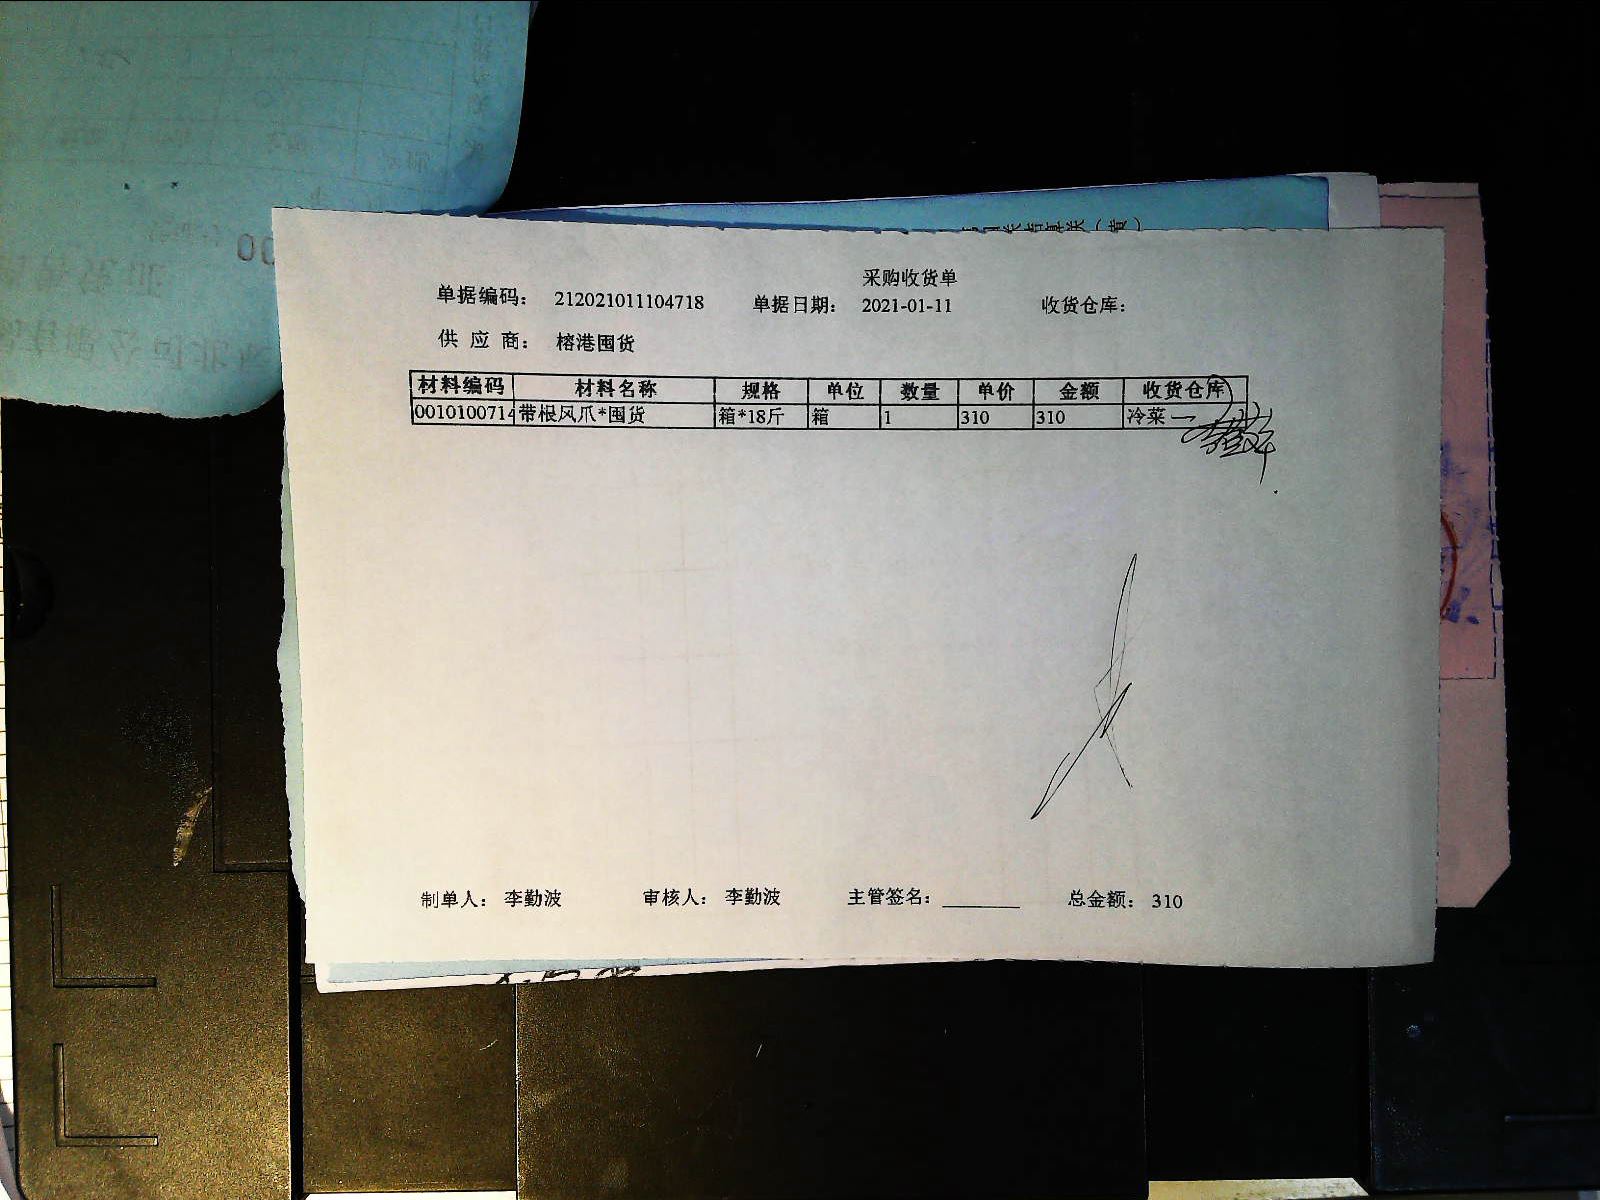 采购收货单
单据编码： 212021011104718 单据日期： 2021-01-11 收货仓库：
供 应 商： 榕港囤货
材料编码 材料名称 规格 单位 数量 单价 金额 收货仓库
0010100714 带根凤爪*囤货 箱*18斤 箱 1 310 310 冷菜一
制单人： 李勤波 审核人： 李勤波 主管签名： 总金额： 310